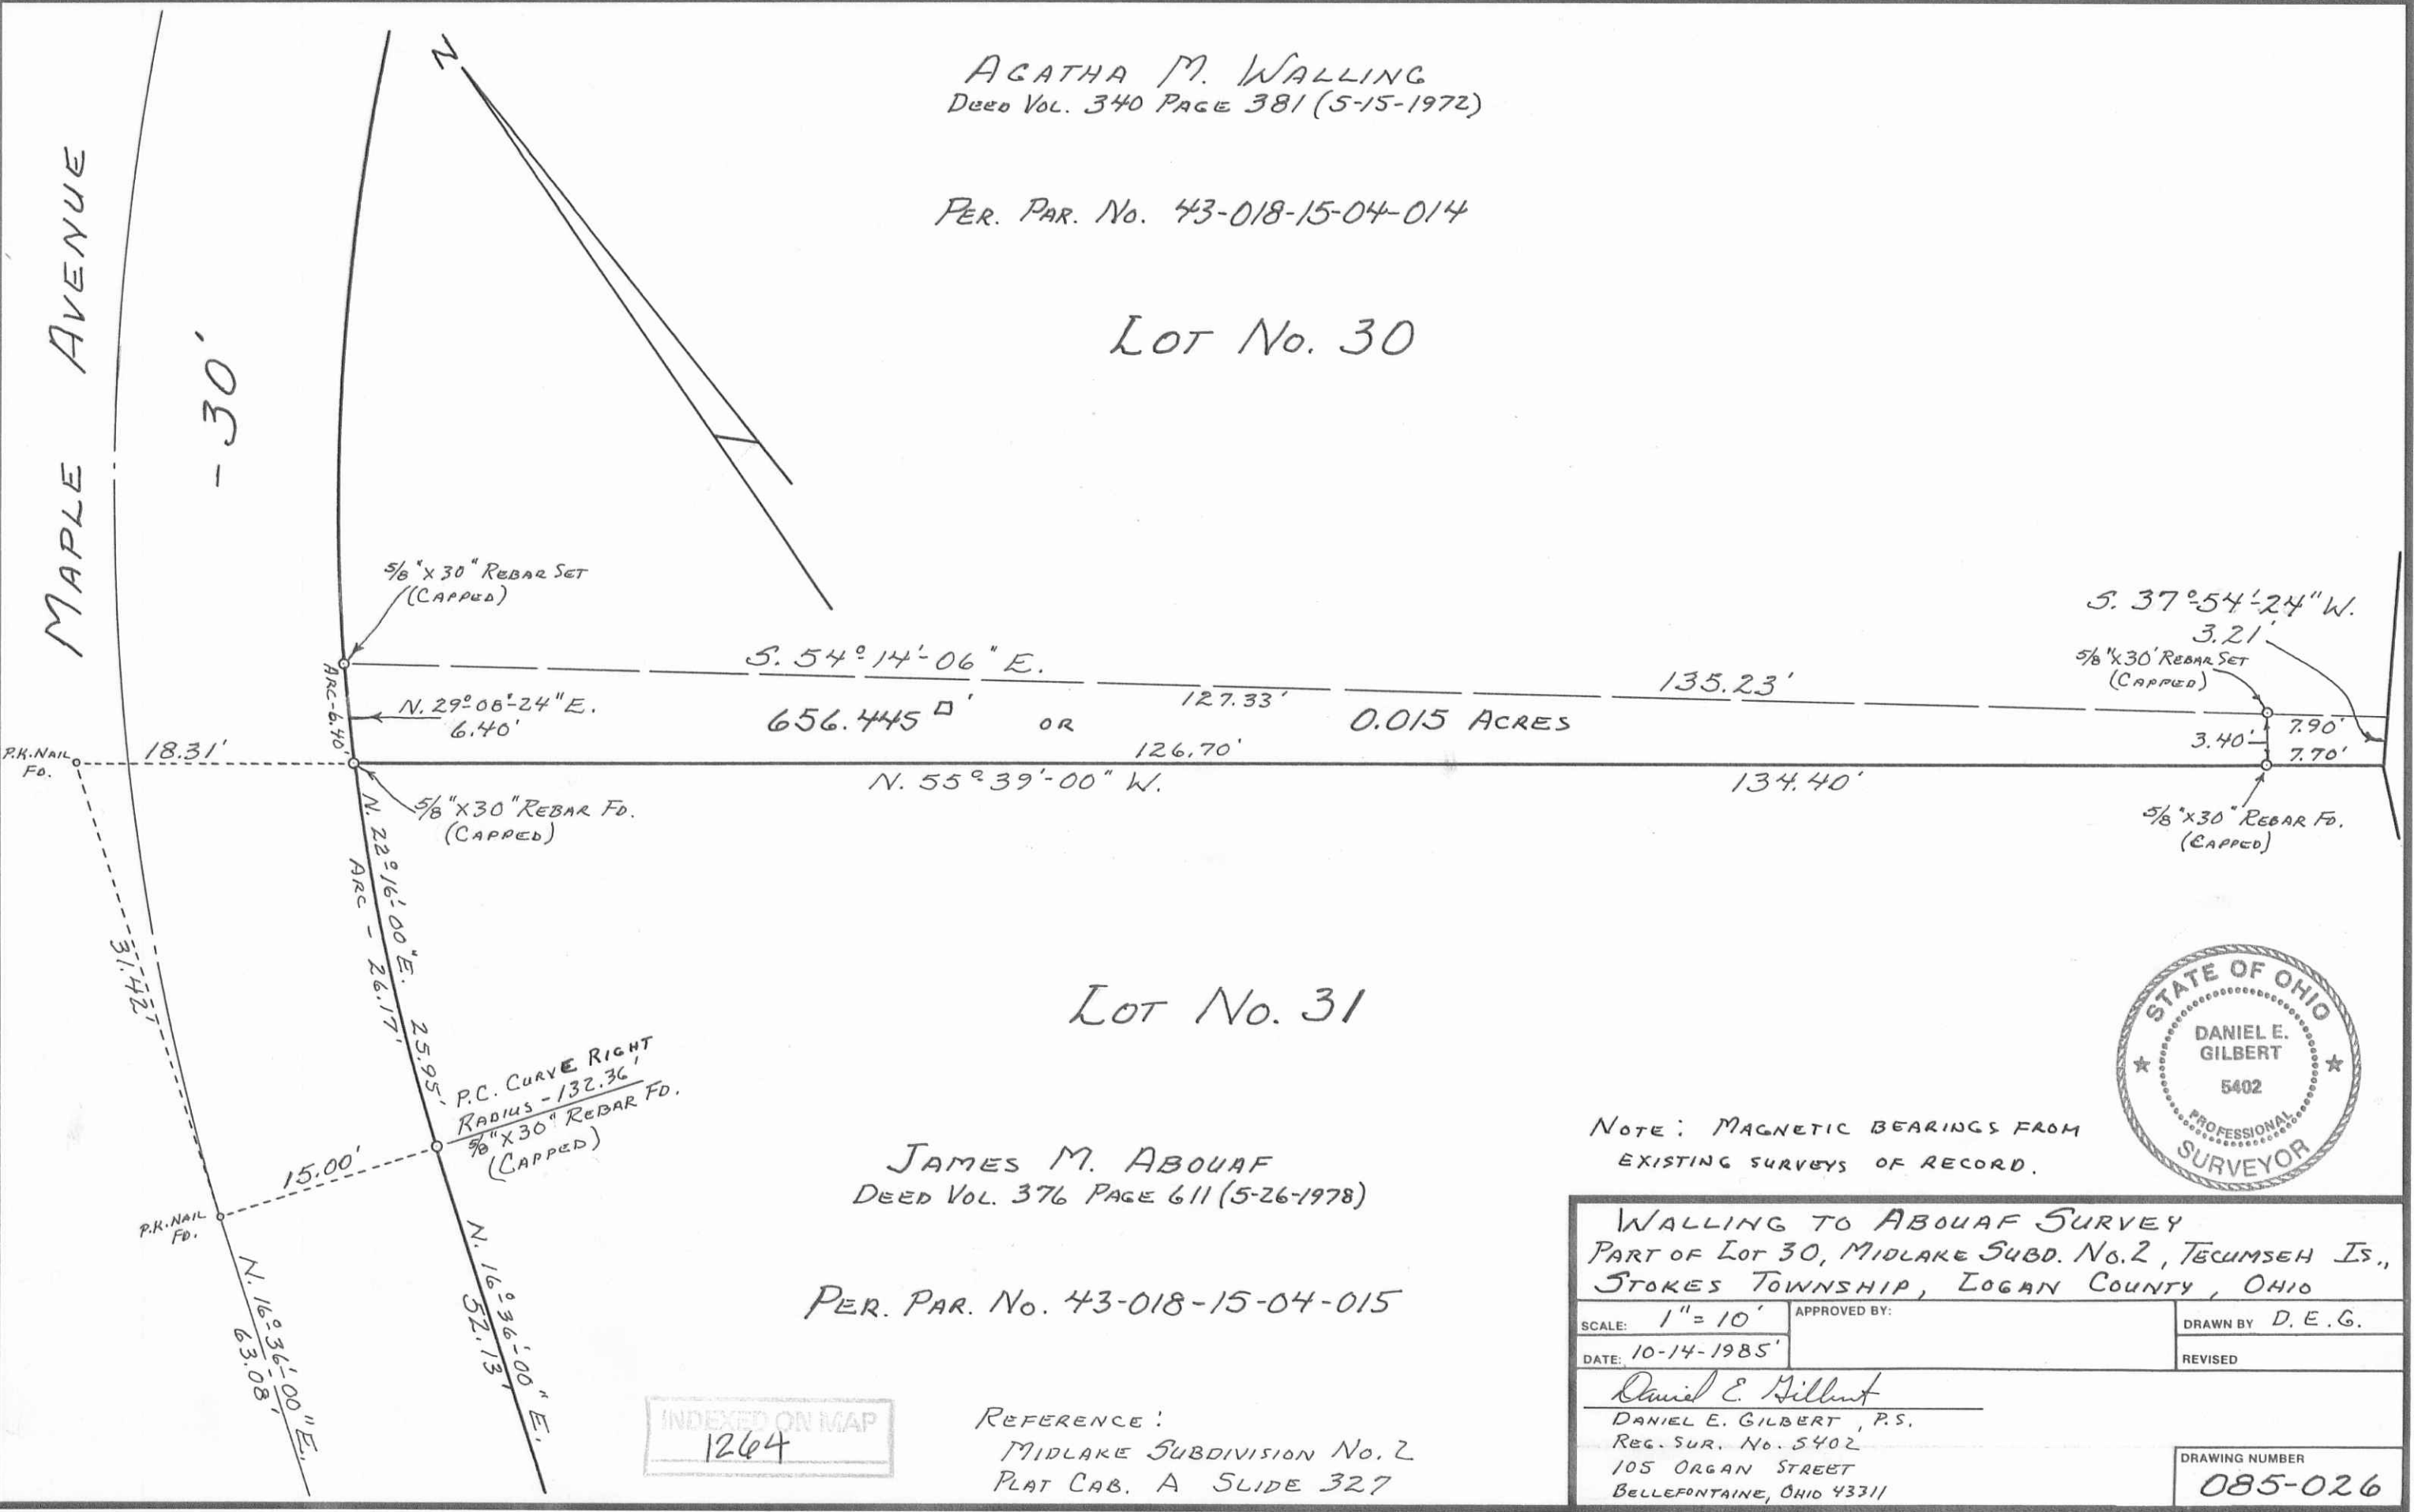 N
AGATHA M. WALLING
DEED VOL. 340 PAGE 381 (5-15-1972)
PER. PAR. NO. 43-018-15-04-014
LOT NO. 30
MAPLE AVENUE
- 30'
5/8"X30" REBAR SET
(CAPPED)
S. 54°-14'-06" E.
127.33'
135.23'
S. 37°-54'-24" W.
3.21'
5/8"X30' REBAR SET
(CAPPED)
ARC-6.40'
N. 29°-08'-24" E.
6.40'
656.445 □' OR 0.015 ACRES
7.90'
3.40'
7.70'
P.K. NAIL
FD.
18.31'
126.70'
N. 55°39'-00" W.
134.40'
5/8"X30" REBAR FD.
(CAPPED)
5/8"X30" REBAR FD.
(CAPPED)
N. 22°-16'-00" E. 25.95'
ARC - 26.17'
31.42'
LOT NO. 31
P.C. CURVE RIGHT
RADIUS - 132.36'
5/8"X30" REBAR FD.
(CAPPED)
15.00'
P.K. NAIL
FD.
N. 16°-36'-00" E.
63.08'
N. 16°-36'-00" E.
52.13'
JAMES M. ABOUAF
DEED VOL. 376 PAGE 611 (5-26-1978)
PER. PAR. NO. 43-018-15-04-015
STATE OF OHIO
DANIEL E.
GILBERT
5402
PROFESSIONAL
SURVEYOR
NOTE: MAGNETIC BEARINGS FROM
EXISTING SURVEYS OF RECORD.
INDEXED ON MAP
1264
REFERENCE:
MIDLAKE SUBDIVISION NO. 2
PLAT CAB. A SLIDE 327
WALLING TO ABOUAF SURVEY
PART OF LOT 30, MIDLAKE SUBD. NO. 2, TECUMSEH IS.,
STOKES TOWNSHIP, LOGAN COUNTY, OHIO
SCALE: 1" = 10'
APPROVED BY:
DRAWN BY D.E.G.
DATE: 10-14-1985'
REVISED
Daniel E. Gilbert
DANIEL E. GILBERT, P.S.
REG. SUR. NO. 5402
105 ORGAN STREET
BELLEFONTAINE, OHIO 43311
DRAWING NUMBER
085-026